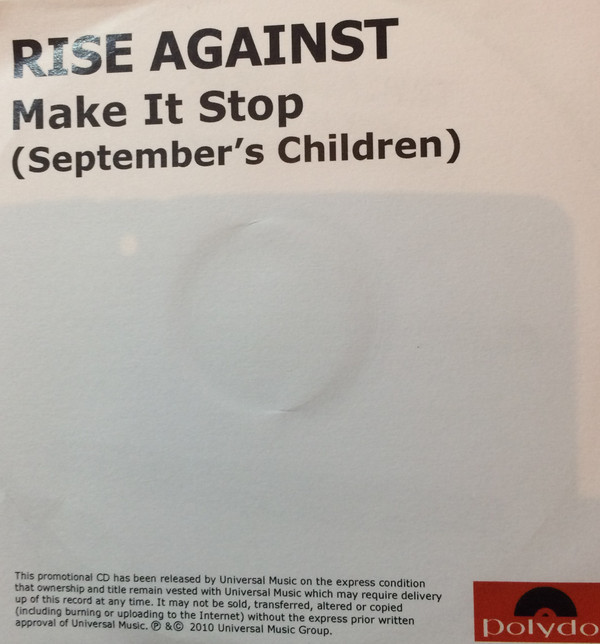 RISE AGAINST
Make It Stop
(September's Children)
This promotional CD has been released by Universal Music on the express condition
that ownership and title remain vested with Universal Music which may require delivery
up of this record at any time. It may not be sold, transferred, altered or copied
(including burning or uploading to the Internet) without the express prior written
approval of Universal Music. ℗ &© 2010 Universal Music Group.
polydo